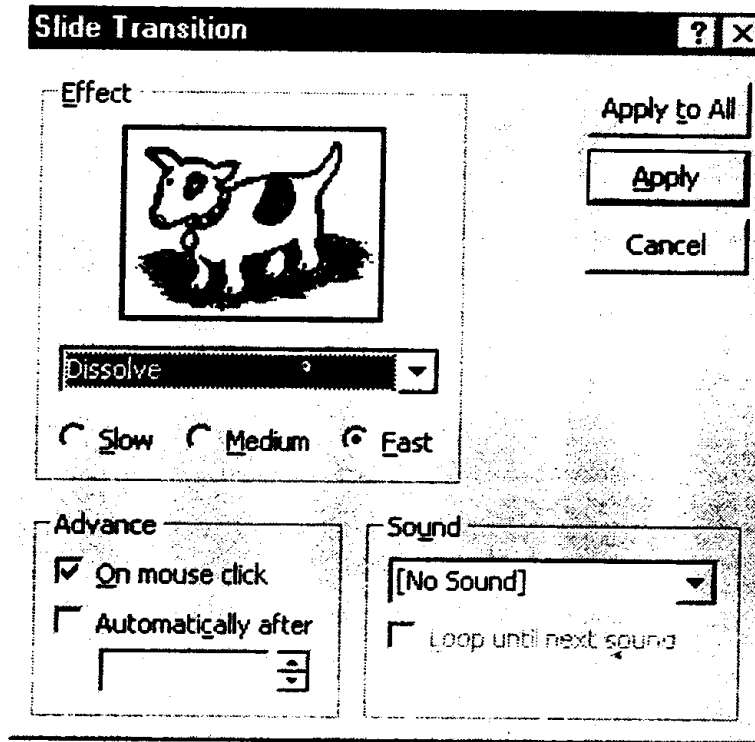 Slide Transition
Effect
Apply to All
Apply
Cancel
Dissolve
Slow Medium Fast
Advance
On mouse click
Automatically after
Sound
[No Sound]
Loop until next sound